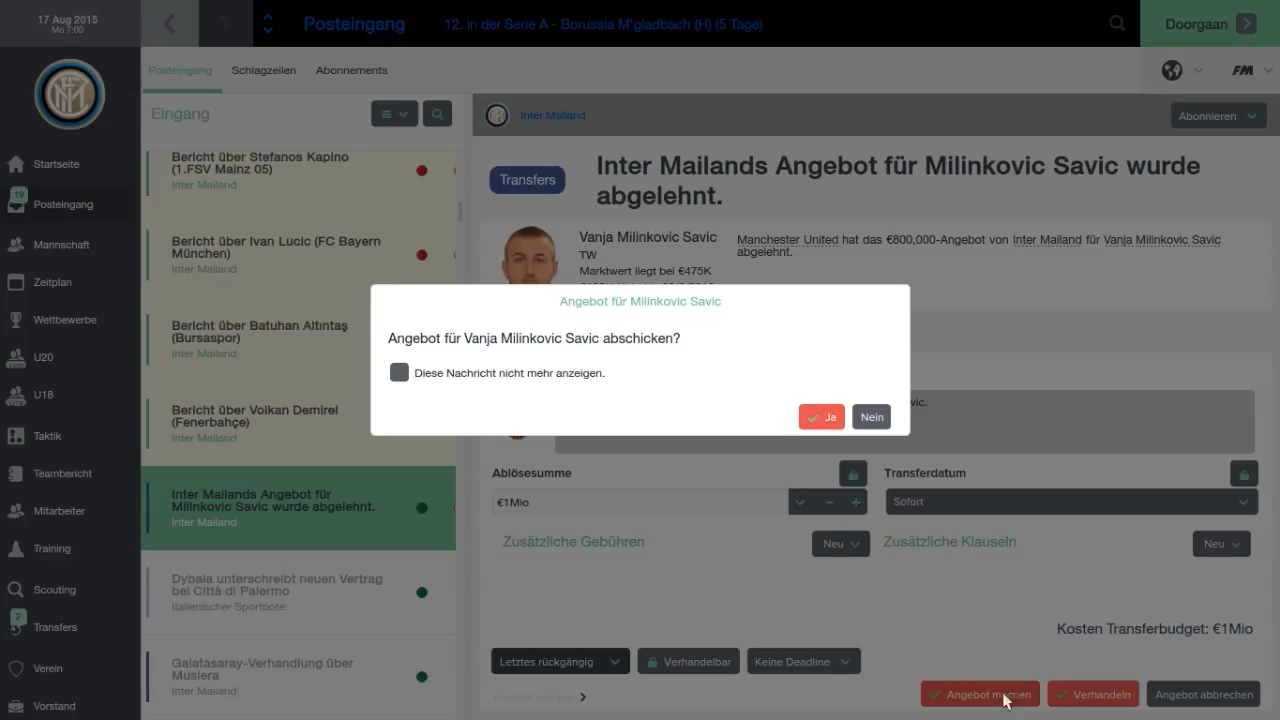 17 Aug 2015
Mo 7:00
Posteingang
12. in der Serie A - Borussia M'gladbach (H) (5 Tage)
Doorgaan
Posteingang
Schlagzeilen
Abonnements
FM
Eingang
Inter Mailand
Abonnieren
Startseite
19
Posteingang
Mannschaft
Zeitplan
Wettbewerbe
U20
U18
Taktik
Teambericht
Mitarbeiter
Training
Scouting
2
Transfers
Verein
Vorstand
Bericht über Stefanos Kapino
(1.FSV Mainz 05)
Inter Mailand
Bericht über Ivan Lucic (FC Bayern
München)
Inter Mailand
Bericht über Batuhan Altıntaş
(Bursaspor)
Inter Mailand
Bericht über Volkan Demirel
(Fenerbahçe)
Inter Mailand
Inter Mailands Angebot für
Milinkovic Savic wurde abgelehnt.
Inter Mailand
Dybala unterschreibt neuen Vertrag
bei Città di Palermo
Italienischer Sportbote
Galatasaray-Verhandlung über
Muslera
Inter Mailand
Transfers
Inter Mailands Angebot für Milinkovic Savic wurde
abgelehnt.
Vanja Milinkovic Savic
TW
Marktwert liegt bei €475K
Manchester United hat das €800,000-Angebot von Inter Mailand für Vanja Milinkovic Savic
abgelehnt.
Angebot für Milinkovic Savic
Angebot für Vanja Milinkovic Savic abschicken?
Diese Nachricht nicht mehr anzeigen.
Ja
Nein
vic.
Ablösesumme
Transferdatum
€1Mio
Sofort
Zusätzliche Gebühren
Neu
Zusätzliche Klauseln
Neu
Kosten Transferbudget: €1Mio
Letztes rückgängig
Verhandelbar
Keine Deadline
Angebot machen
Verhandeln
Angebot abbrechen